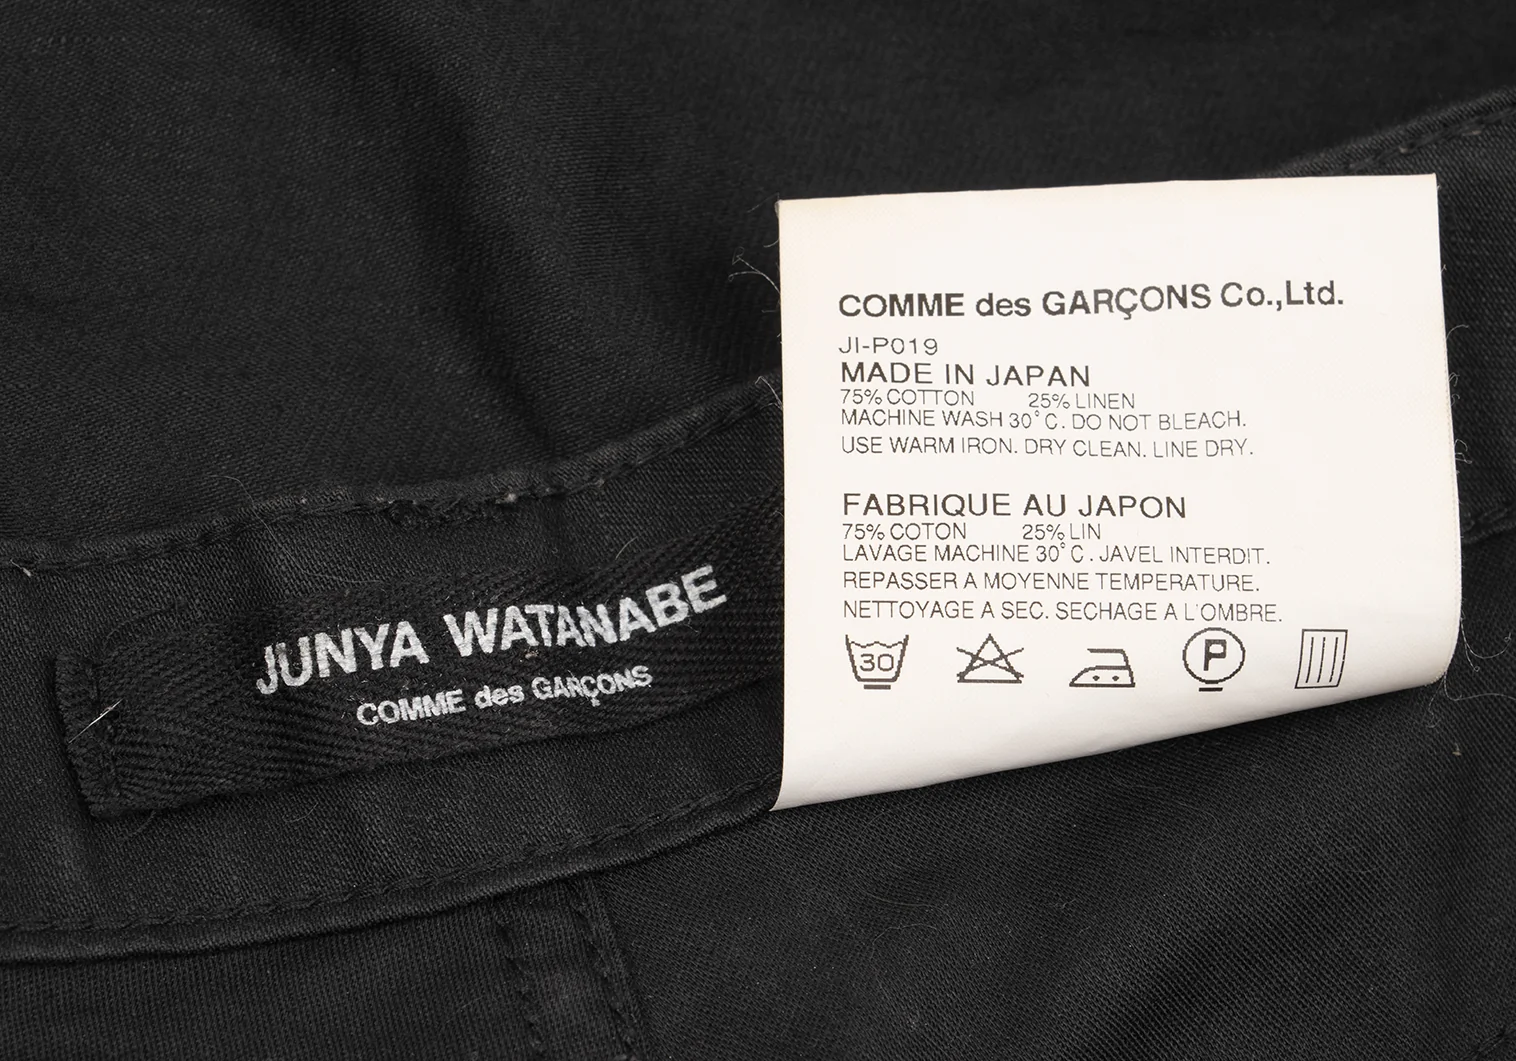 COMME des GARÇONS Co.,Ltd.
JI-P019
MADE IN JAPAN
75% COTTON 25% LINEN
MACHINE WASH 30°C. DO NOT BLEACH.
USE WARM IRON. DRY CLEAN. LINE DRY.
FABRIQUE AU JAPON
75% COTON 25% LIN
LAVAGE MACHINE 30°C. JAVEL INTERDIT.
REPASSER A MOYENNE TEMPERATURE.
NETTOYAGE A SEC. SECHAGE A L'OMBRE.
30 P
JUNYA WATANABE
COMME des GARÇONS